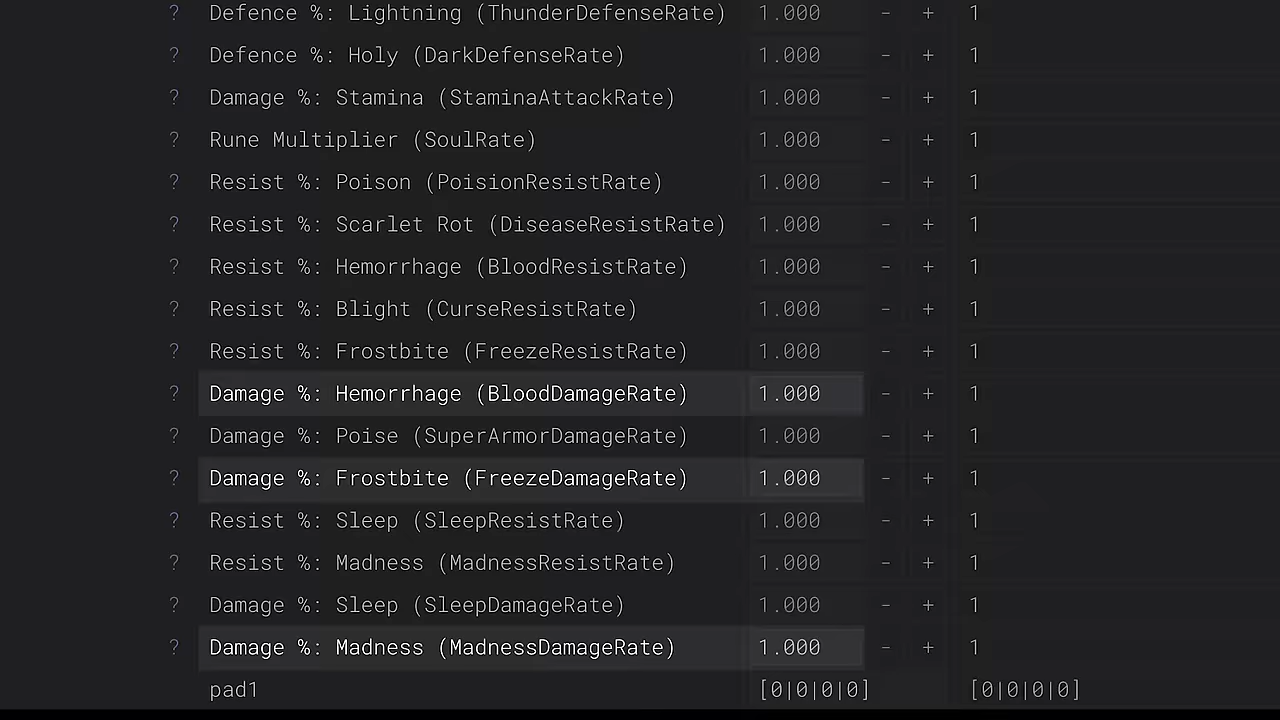 ? Defence %: Lightning (ThunderDefenseRate) 1.000 - + 1
? Defence %: Holy (DarkDefenseRate) 1.000 - + 1
? Damage %: Stamina (StaminaAttackRate) 1.000 - + 1
? Rune Multiplier (SoulRate) 1.000 - + 1
? Resist %: Poison (PoisionResistRate) 1.000 - + 1
? Resist %: Scarlet Rot (DiseaseResistRate) 1.000 - + 1
? Resist %: Hemorrhage (BloodResistRate) 1.000 - + 1
? Resist %: Blight (CurseResistRate) 1.000 - + 1
? Resist %: Frostbite (FreezeResistRate) 1.000 - + 1
? Damage %: Hemorrhage (BloodDamageRate) 1.000 - + 1
? Damage %: Poise (SuperArmorDamageRate) 1.000 - + 1
? Damage %: Frostbite (FreezeDamageRate) 1.000 - + 1
? Resist %: Sleep (SleepResistRate) 1.000 - + 1
? Resist %: Madness (MadnessResistRate) 1.000 - + 1
? Damage %: Sleep (SleepDamageRate) 1.000 - + 1
? Damage %: Madness (MadnessDamageRate) 1.000 - + 1
pad1 [0|0|0|0] [0|0|0|0]